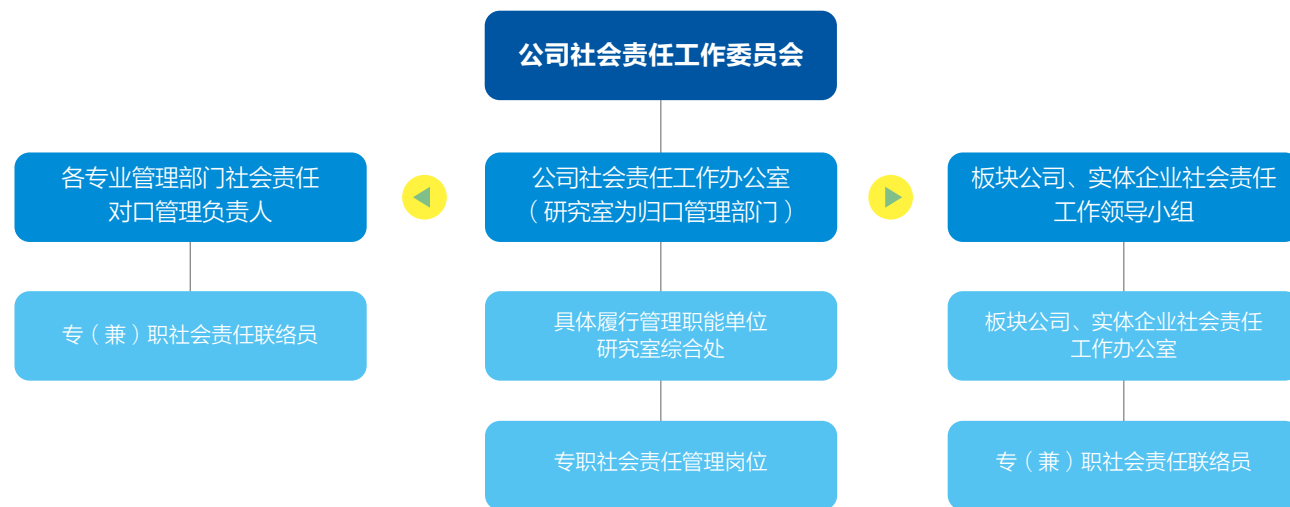 公司社会责任工作委员会
各专业管理部门社会责任
对口管理负责人
公司社会责任工作办公室
（研究室为归口管理部门）
板块公司、实体企业社会责任
工作领导小组
专（兼）职社会责任联络员
具体履行管理职能单位
研究室综合处
板块公司、实体企业社会责任
工作办公室
专职社会责任管理岗位
专（兼）职社会责任联络员